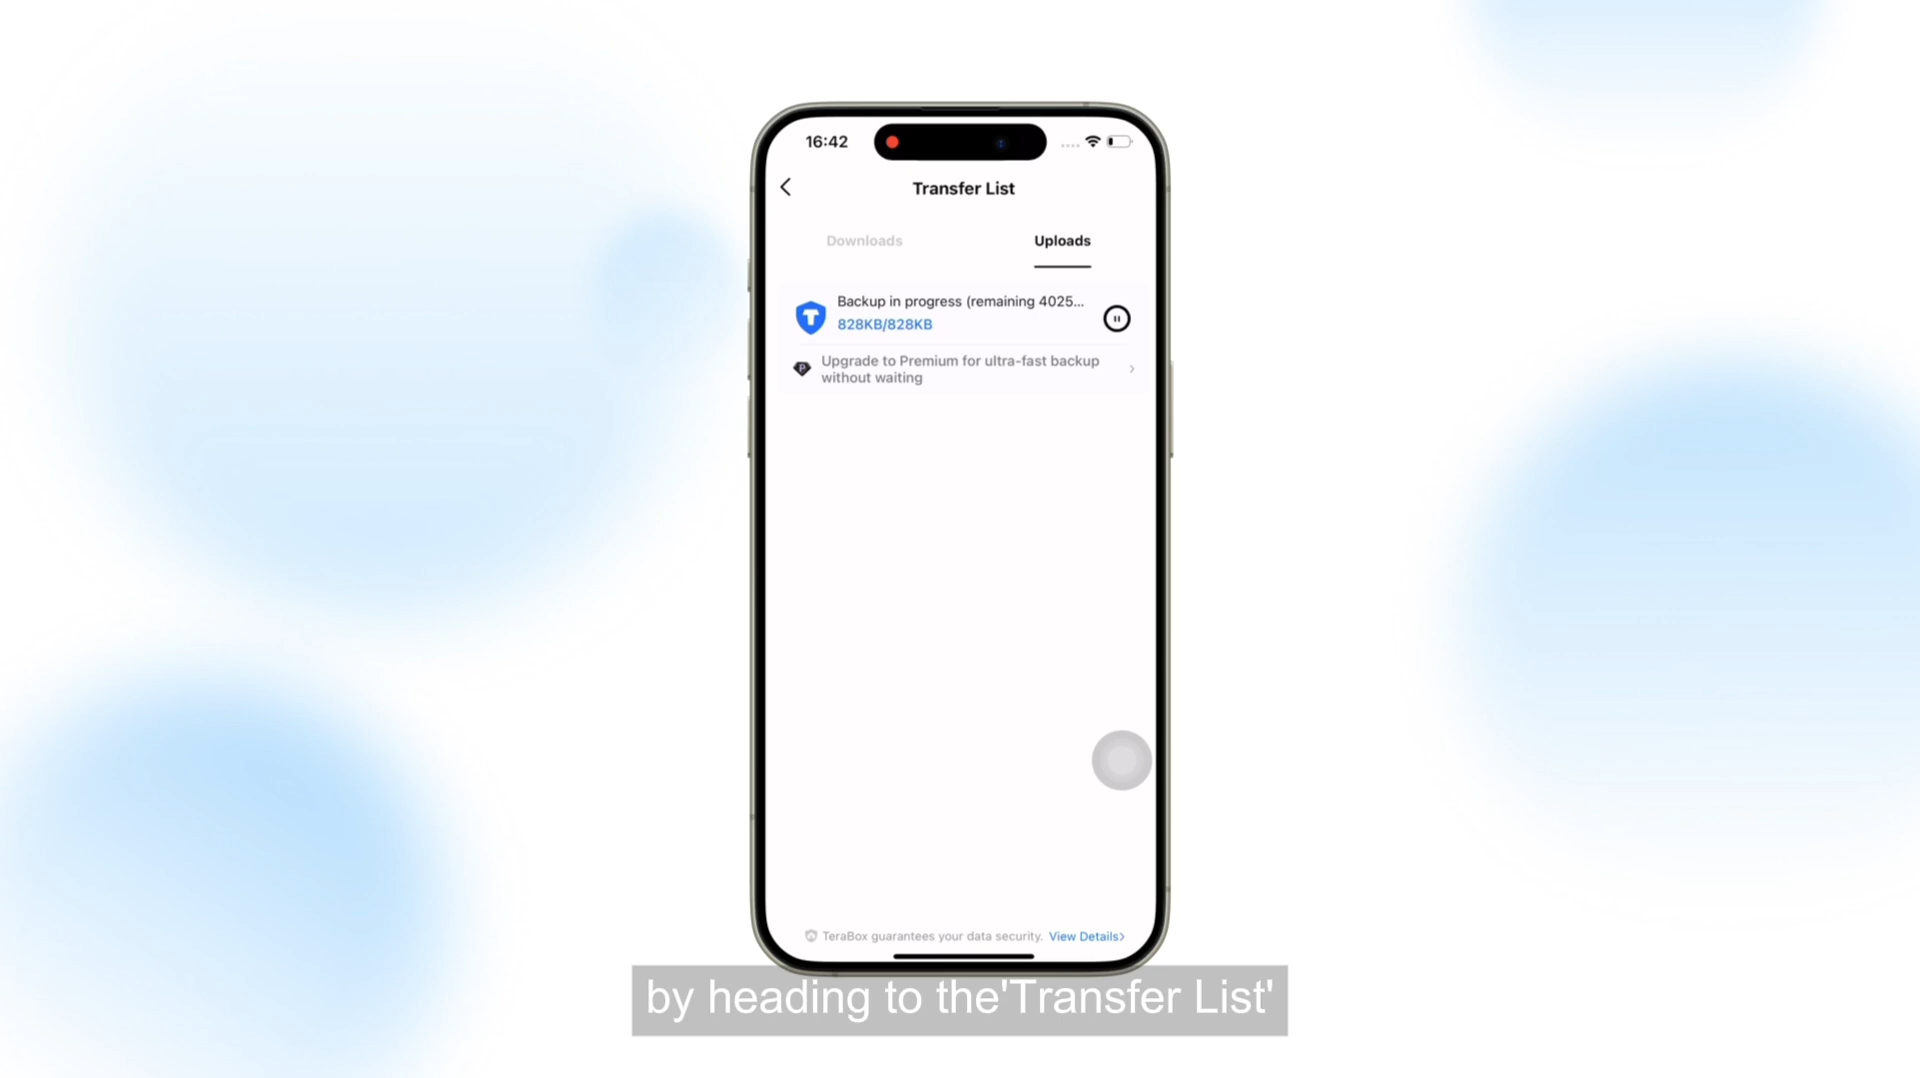 16:42
Transfer List
Downloads
Uploads
Backup in progress (remaining 4025...
828KB/828KB
Upgrade to Premium for ultra-fast backup
without waiting
TeraBox guarantees your data security. View Details>
by heading to the'Transfer List'